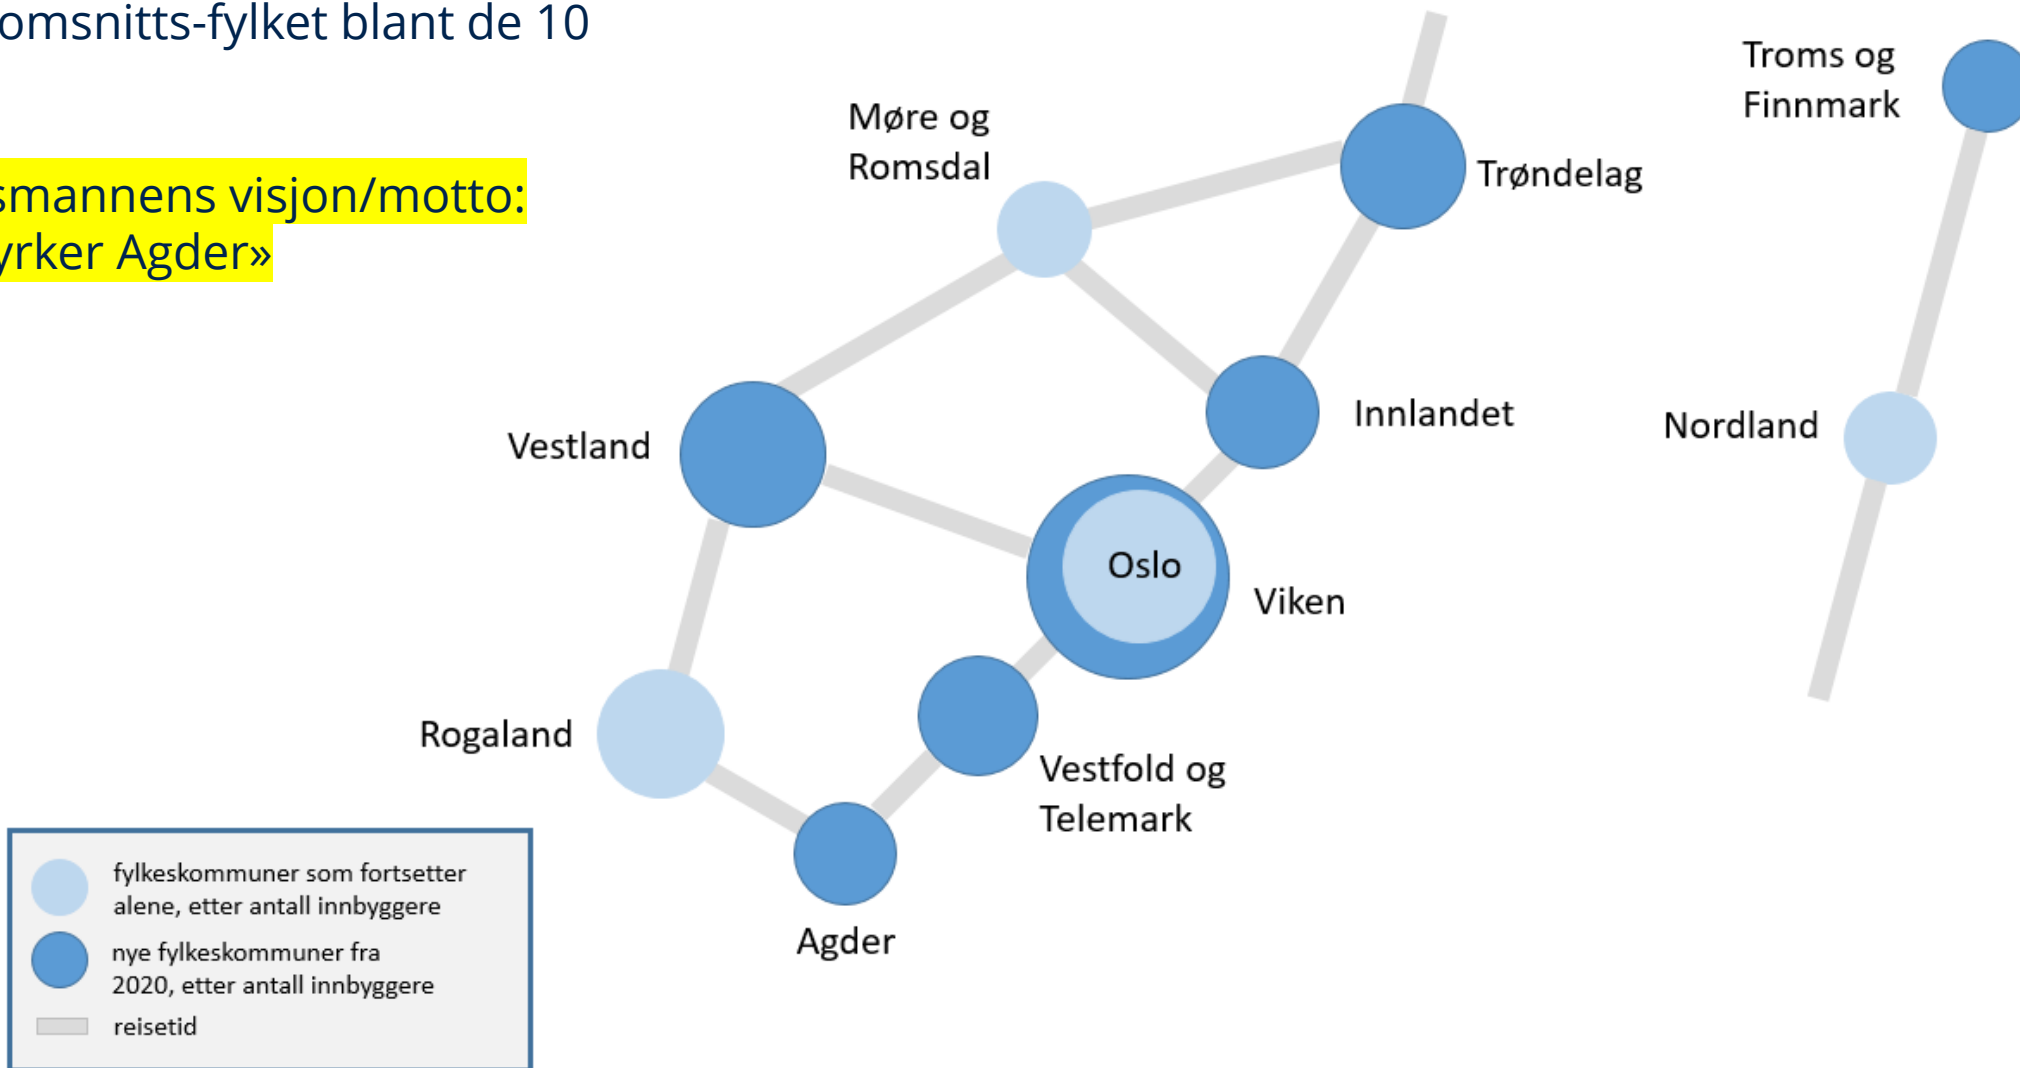 omsnitts-fylket blant de 10
smannens visjon/motto:
yrker Agder»
Møre og
Romsdal
Trøndelag
Troms og
Finnmark
Vestland
Innlandet
Nordland
Oslo
Viken
Rogaland
Vestfold og
Telemark
Agder
fylkeskommuner som fortsetter
alene, etter antall innbyggere
nye fylkeskommuner fra
2020, etter antall innbyggere
reisetid